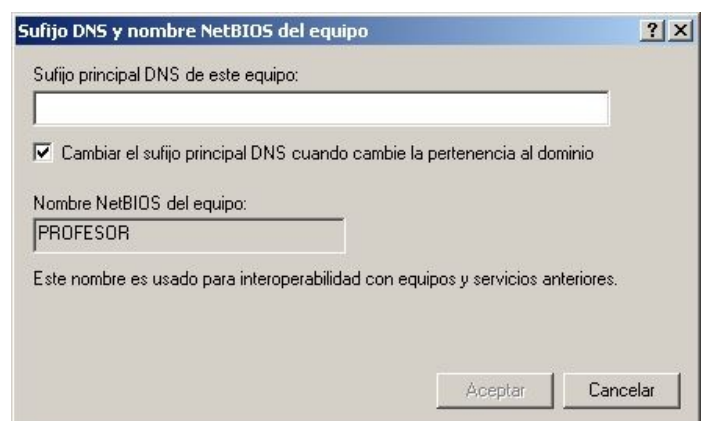 Sufijo DNS y nombre NetBIOS del equipo
Sufijo principal DNS de este equipo:
Cambiar el sufijo principal DNS cuando cambie la pertenencia al dominio
Nombre NetBIOS del equipo:
PROFESOR
Este nombre es usado para interoperabilidad con equipos y servicios anteriores.
Aceptar Cancelar